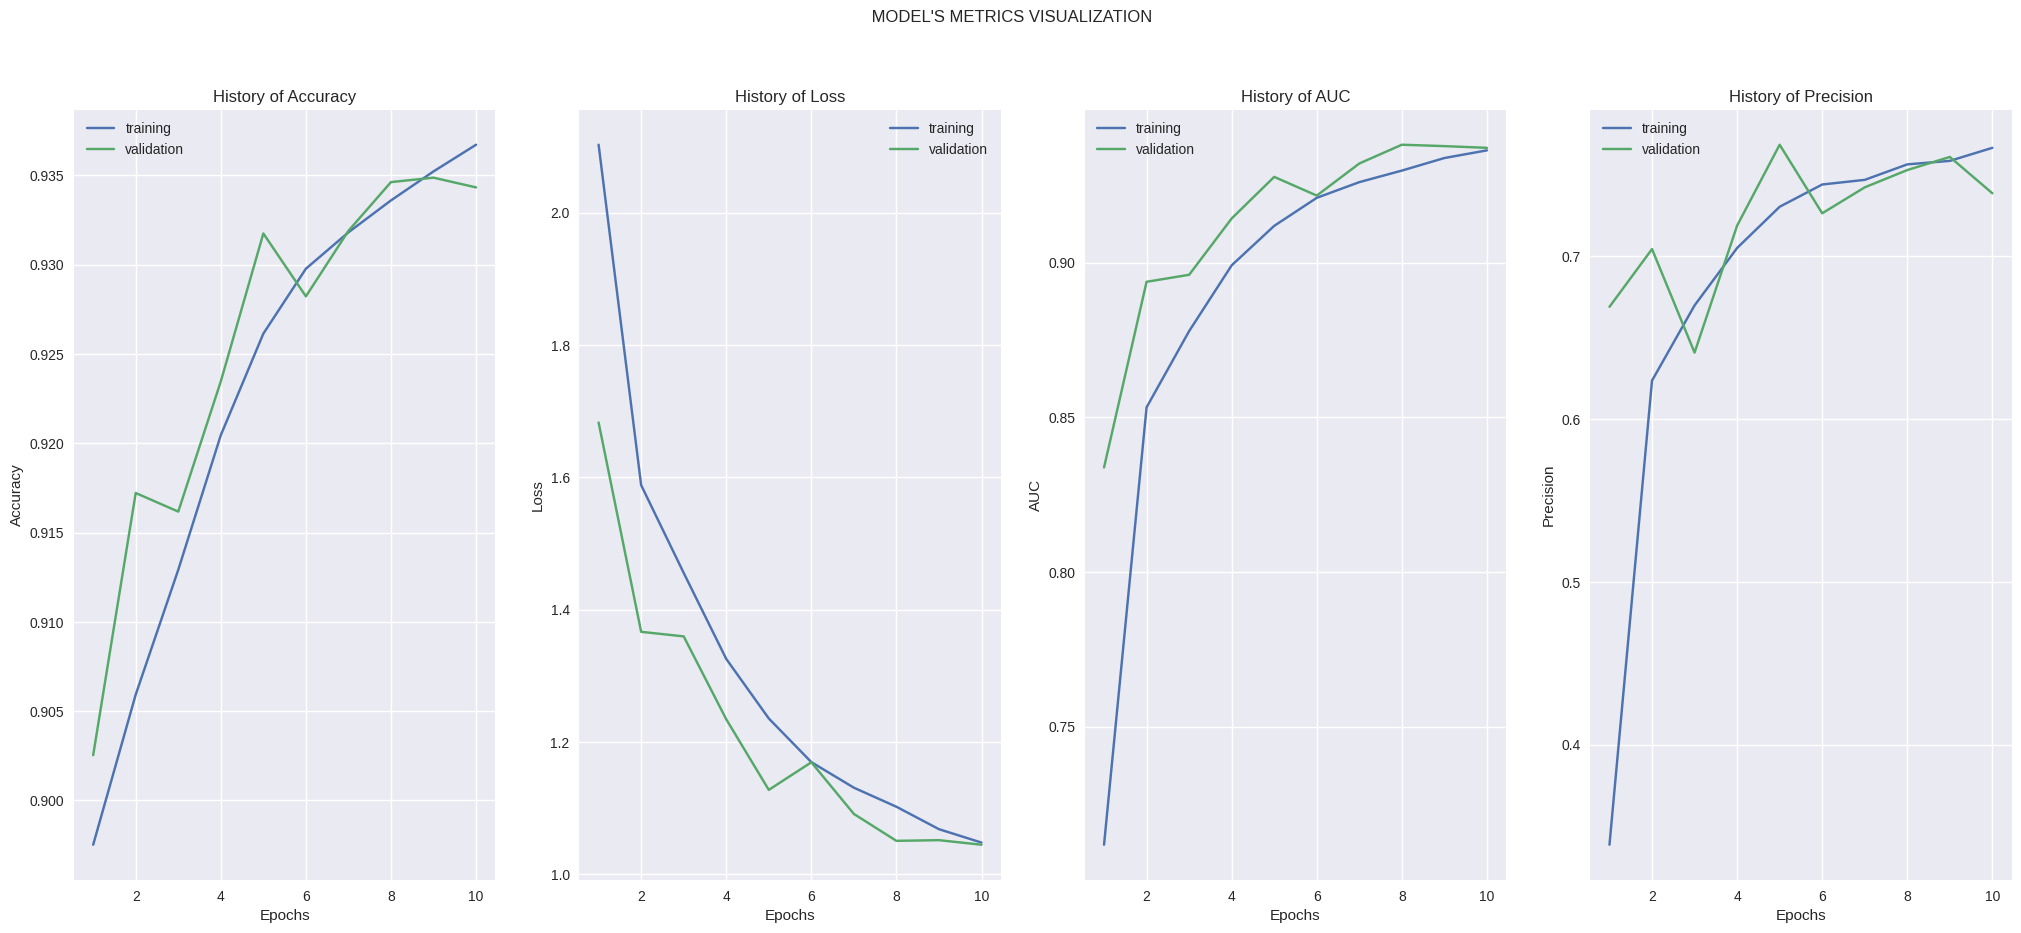 MODEL'S METRICS VISUALIZATION
History of Accuracy
training
validation
0.935
0.930
0.925
0.920
0.915
0.910
0.905
0.900
Accuracy
2 4 6 8 10
Epochs
History of Loss
training
validation
2.0
1.8
1.6
1.4
1.2
1.0
Loss
2 4 6 8 10
Epochs
History of AUC
training
validation
0.90
0.85
0.80
0.75
AUC
2 4 6 8 10
Epochs
History of Precision
training
validation
0.7
0.6
0.5
0.4
Precision
2 4 6 8 10
Epochs